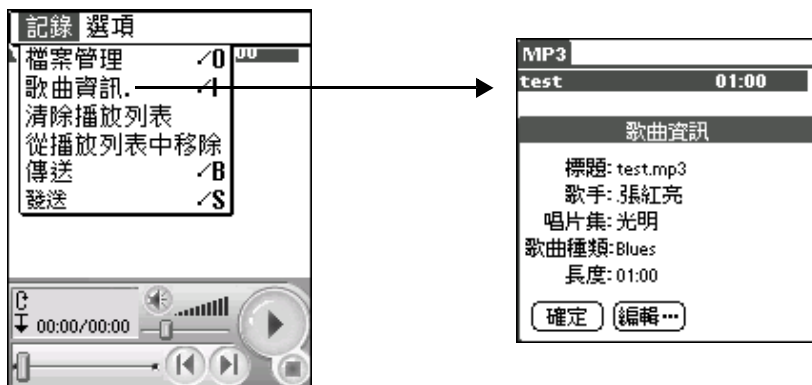 記錄 選項
檔案管理 ⁄O
歌曲資訊. ⁄I
清除播放列表
從播放列表中移除
傳送 ⁄B
發送 ⁄S
00:00/00:00
MP3
test 01:00
歌曲資訊
標題: test.mp3
歌手: .張紅亮
唱片集: 光明
歌曲種類: Blues
長度: 01:00
確定 編輯…